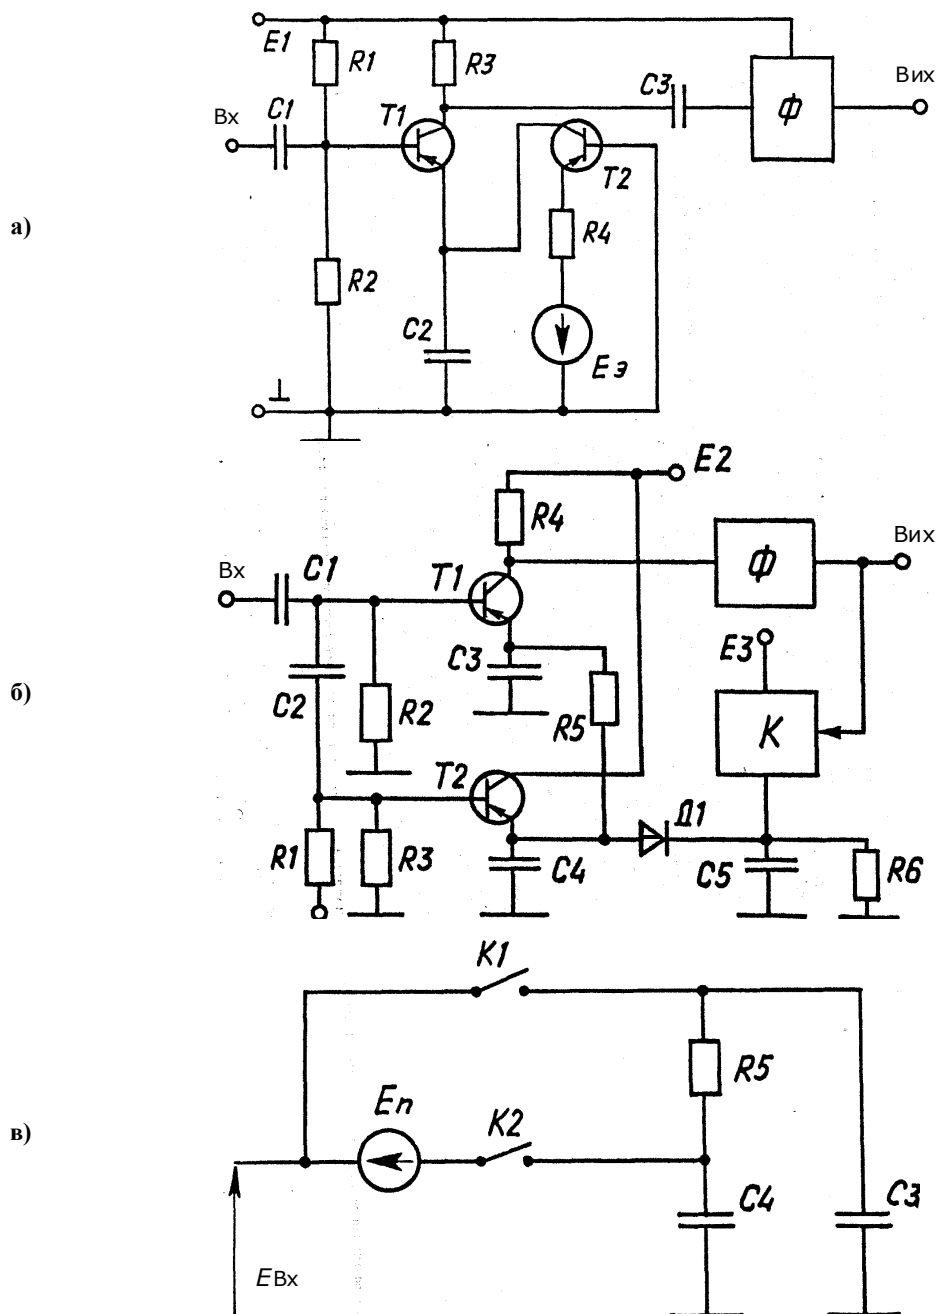 E1
R1
R3
C3
Вх
C1
T1
Ф
Вих
T2
а)
R4
R2
C2
Eэ
⊥
E2
R4
Вх
C1
T1
Ф
Вих
C3
E3
б)
C2
R2
R5
K
T2
R1
R3
C4
Д1
C5
R6
K1
R5
Eп
K2
в)
C4
C3
EВх